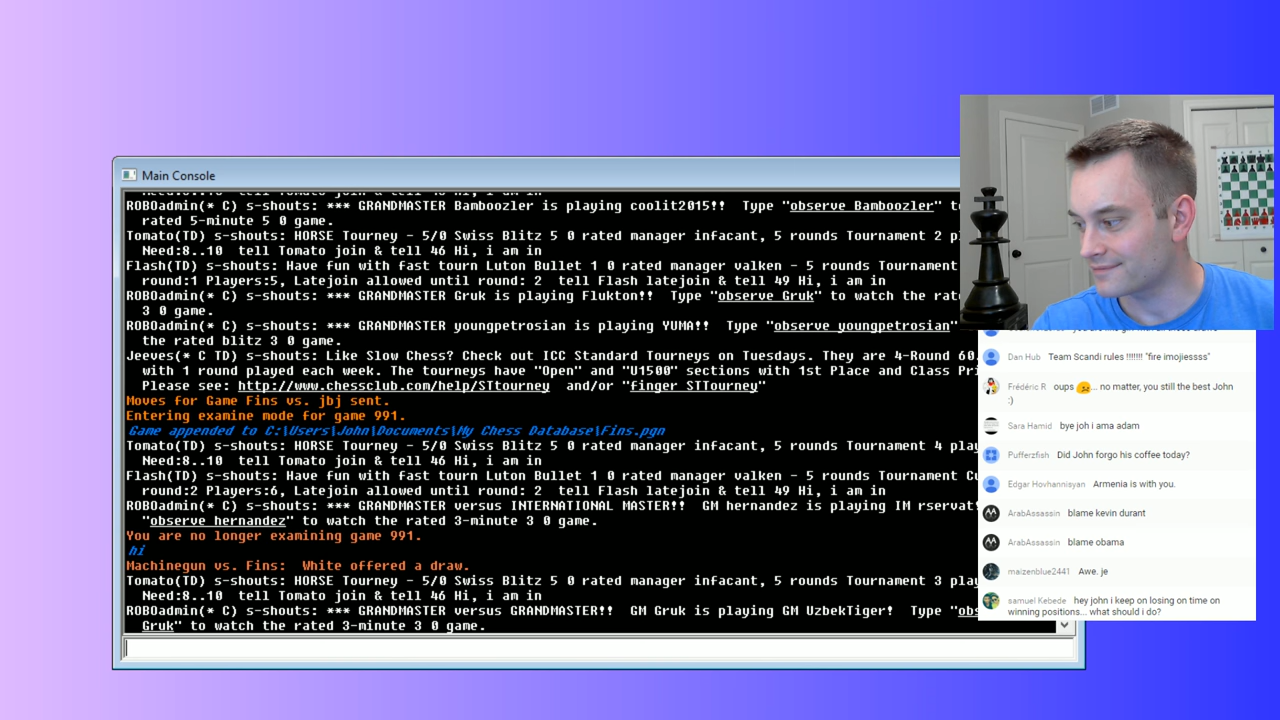 Main Console
Need:8..10 tell Tomato join & tell 46 Hi, i am in
ROBOadmin(* C) s-shouts: *** GRANDMASTER Bamboozler is playing coolit2015!! Type "observe Bamboozler" to
rated 5-minute 5 0 game.
Tomato(TD) s-shouts: HORSE Tourney - 5/0 Swiss Blitz 5 0 rated manager infacant, 5 rounds Tournament 2 pl
Need:8..10 tell Tomato join & tell 46 Hi, i am in
Flash(TD) s-shouts: Have fun with fast tourn Luton Bullet 1 0 rated manager valken - 5 rounds Tournament
round:1 Players:5, Latejoin allowed until round: 2 tell Flash latejoin & tell 49 Hi, i am in
ROBOadmin(* C) s-shouts: *** GRANDMASTER Gruk is playing Flukton!! Type "observe Gruk" to watch the rat
3 0 game.
ROBOadmin(* C) s-shouts: *** GRANDMASTER youngpetrosian is playing YUMA!! Type "observe youngpetrosian"
the rated blitz 3 0 game.
Jeeves(* C TD) s-shouts: Like Slow Chess? Check out ICC Standard Tourneys on Tuesdays. They are 4-Round 60.
with 1 round played each week. The tourneys have "Open" and "U1500" sections with 1st Place and Class Pri
Please see: http://www.chessclub.com/help/STtourney and/or "finger STTourney"
Moves for Game Fins vs. jbj sent.
Entering examine mode for game 991.
Game appended to C:\Users\John\Documents\My Chess Database\Fins.pgn
Tomato(TD) s-shouts: HORSE Tourney - 5/0 Swiss Blitz 5 0 rated manager infacant, 5 rounds Tournament 4 play
Need:8..10 tell Tomato join & tell 46 Hi, i am in
Flash(TD) s-shouts: Have fun with fast tourn Luton Bullet 1 0 rated manager valken - 5 rounds Tournament Cu
round:2 Players:6, Latejoin allowed until round: 2 tell Flash latejoin & tell 49 Hi, i am in
ROBOadmin(* C) s-shouts: *** GRANDMASTER versus INTERNATIONAL MASTER!! GM hernandez is playing IM rservat!
"observe hernandez" to watch the rated 3-minute 3 0 game.
You are no longer examining game 991.
hi
Machinegun vs. Fins: White offered a draw.
Tomato(TD) s-shouts: HORSE Tourney - 5/0 Swiss Blitz 5 0 rated manager infacant, 5 rounds Tournament 3 play
Need:8..10 tell Tomato join & tell 46 Hi, i am in
ROBOadmin(* C) s-shouts: *** GRANDMASTER versus GRANDMASTER!! GM Gruk is playing GM UzbekTiger! Type "obs
Gruk" to watch the rated 3-minute 3 0 game.
Dan Hub Team Scandi rules !!!!!!! "fire imojiessss"
Frédéric R oups ... no matter, you still the best John
:)
Sara Hamid bye joh i ama adam
Pufferzfish Did John forgo his coffee today?
Edgar Hovhannisyan Armenia is with you.
ArabAssassin blame kevin durant
ArabAssassin blame obama
maizenblue2441 Awe. je
samuel Kebede hey john i keep on losing on time on
winning positions... what should i do?